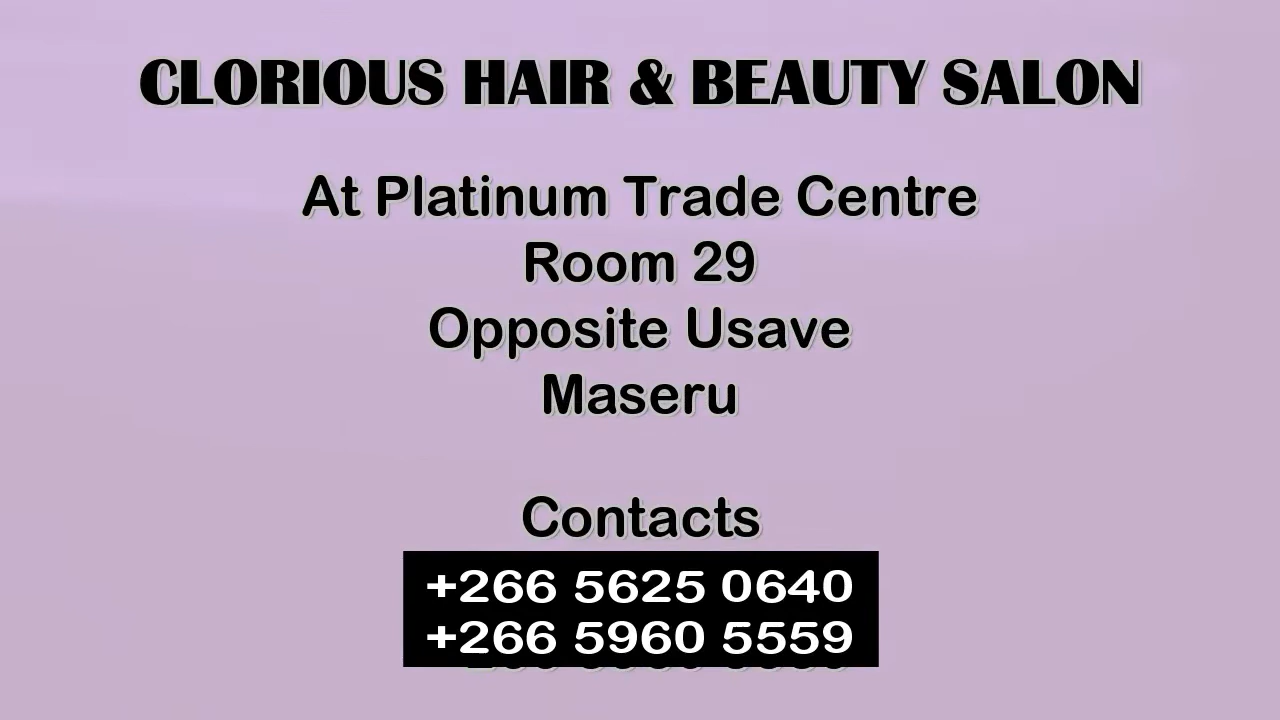 CLORIOUS HAIR & BEAUTY SALON
At Platinum Trade Centre
Room 29
Opposite Usave
Maseru
Contacts
+266 5625 0640
+266 5960 5559